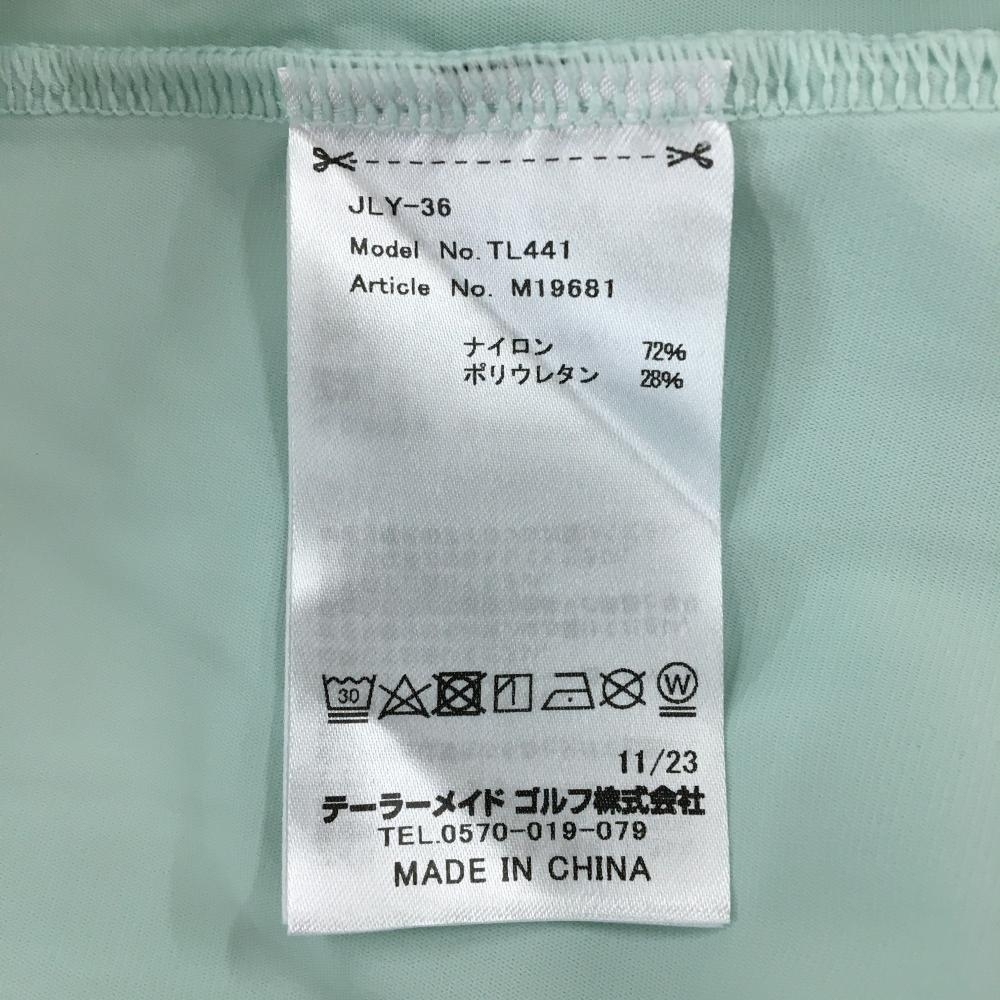 JLY-36
Model No. TL441
Article No. M19681
ナイロン 72%
ポリウレタン 28%
30 W
11/23
テーラーメイド ゴルフ株式会社
TEL.0570-019-079
MADE IN CHINA